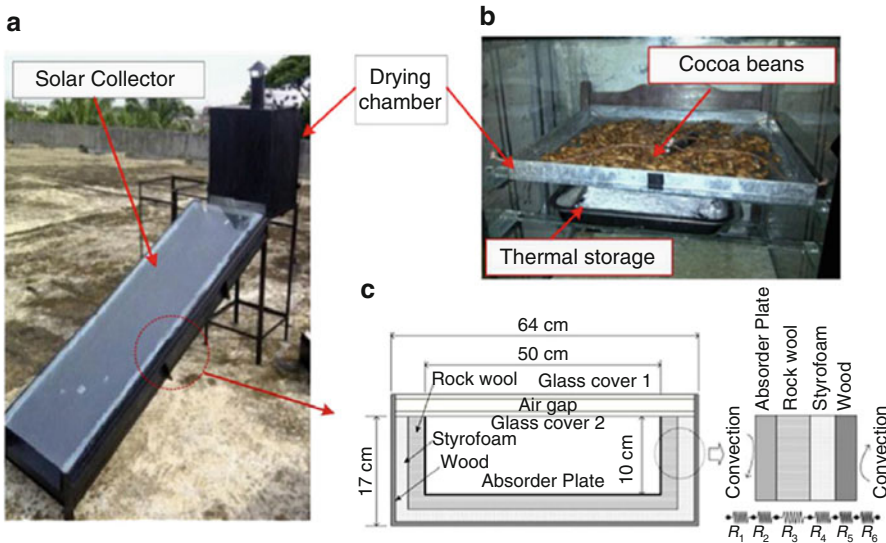 a
Solar Collector
Drying
chamber
b
Cocoa beans
Thermal storage
c
64 cm
50 cm
Rock wool
Glass cover 1
Air gap
Glass cover 2
Styrofoam
Wood
Absorder Plate
17 cm
10 cm
Convection
Absorder Plate
Rock wool
Styrofoam
Wood
Convection
R1 R2 R3 R4 R5 R6